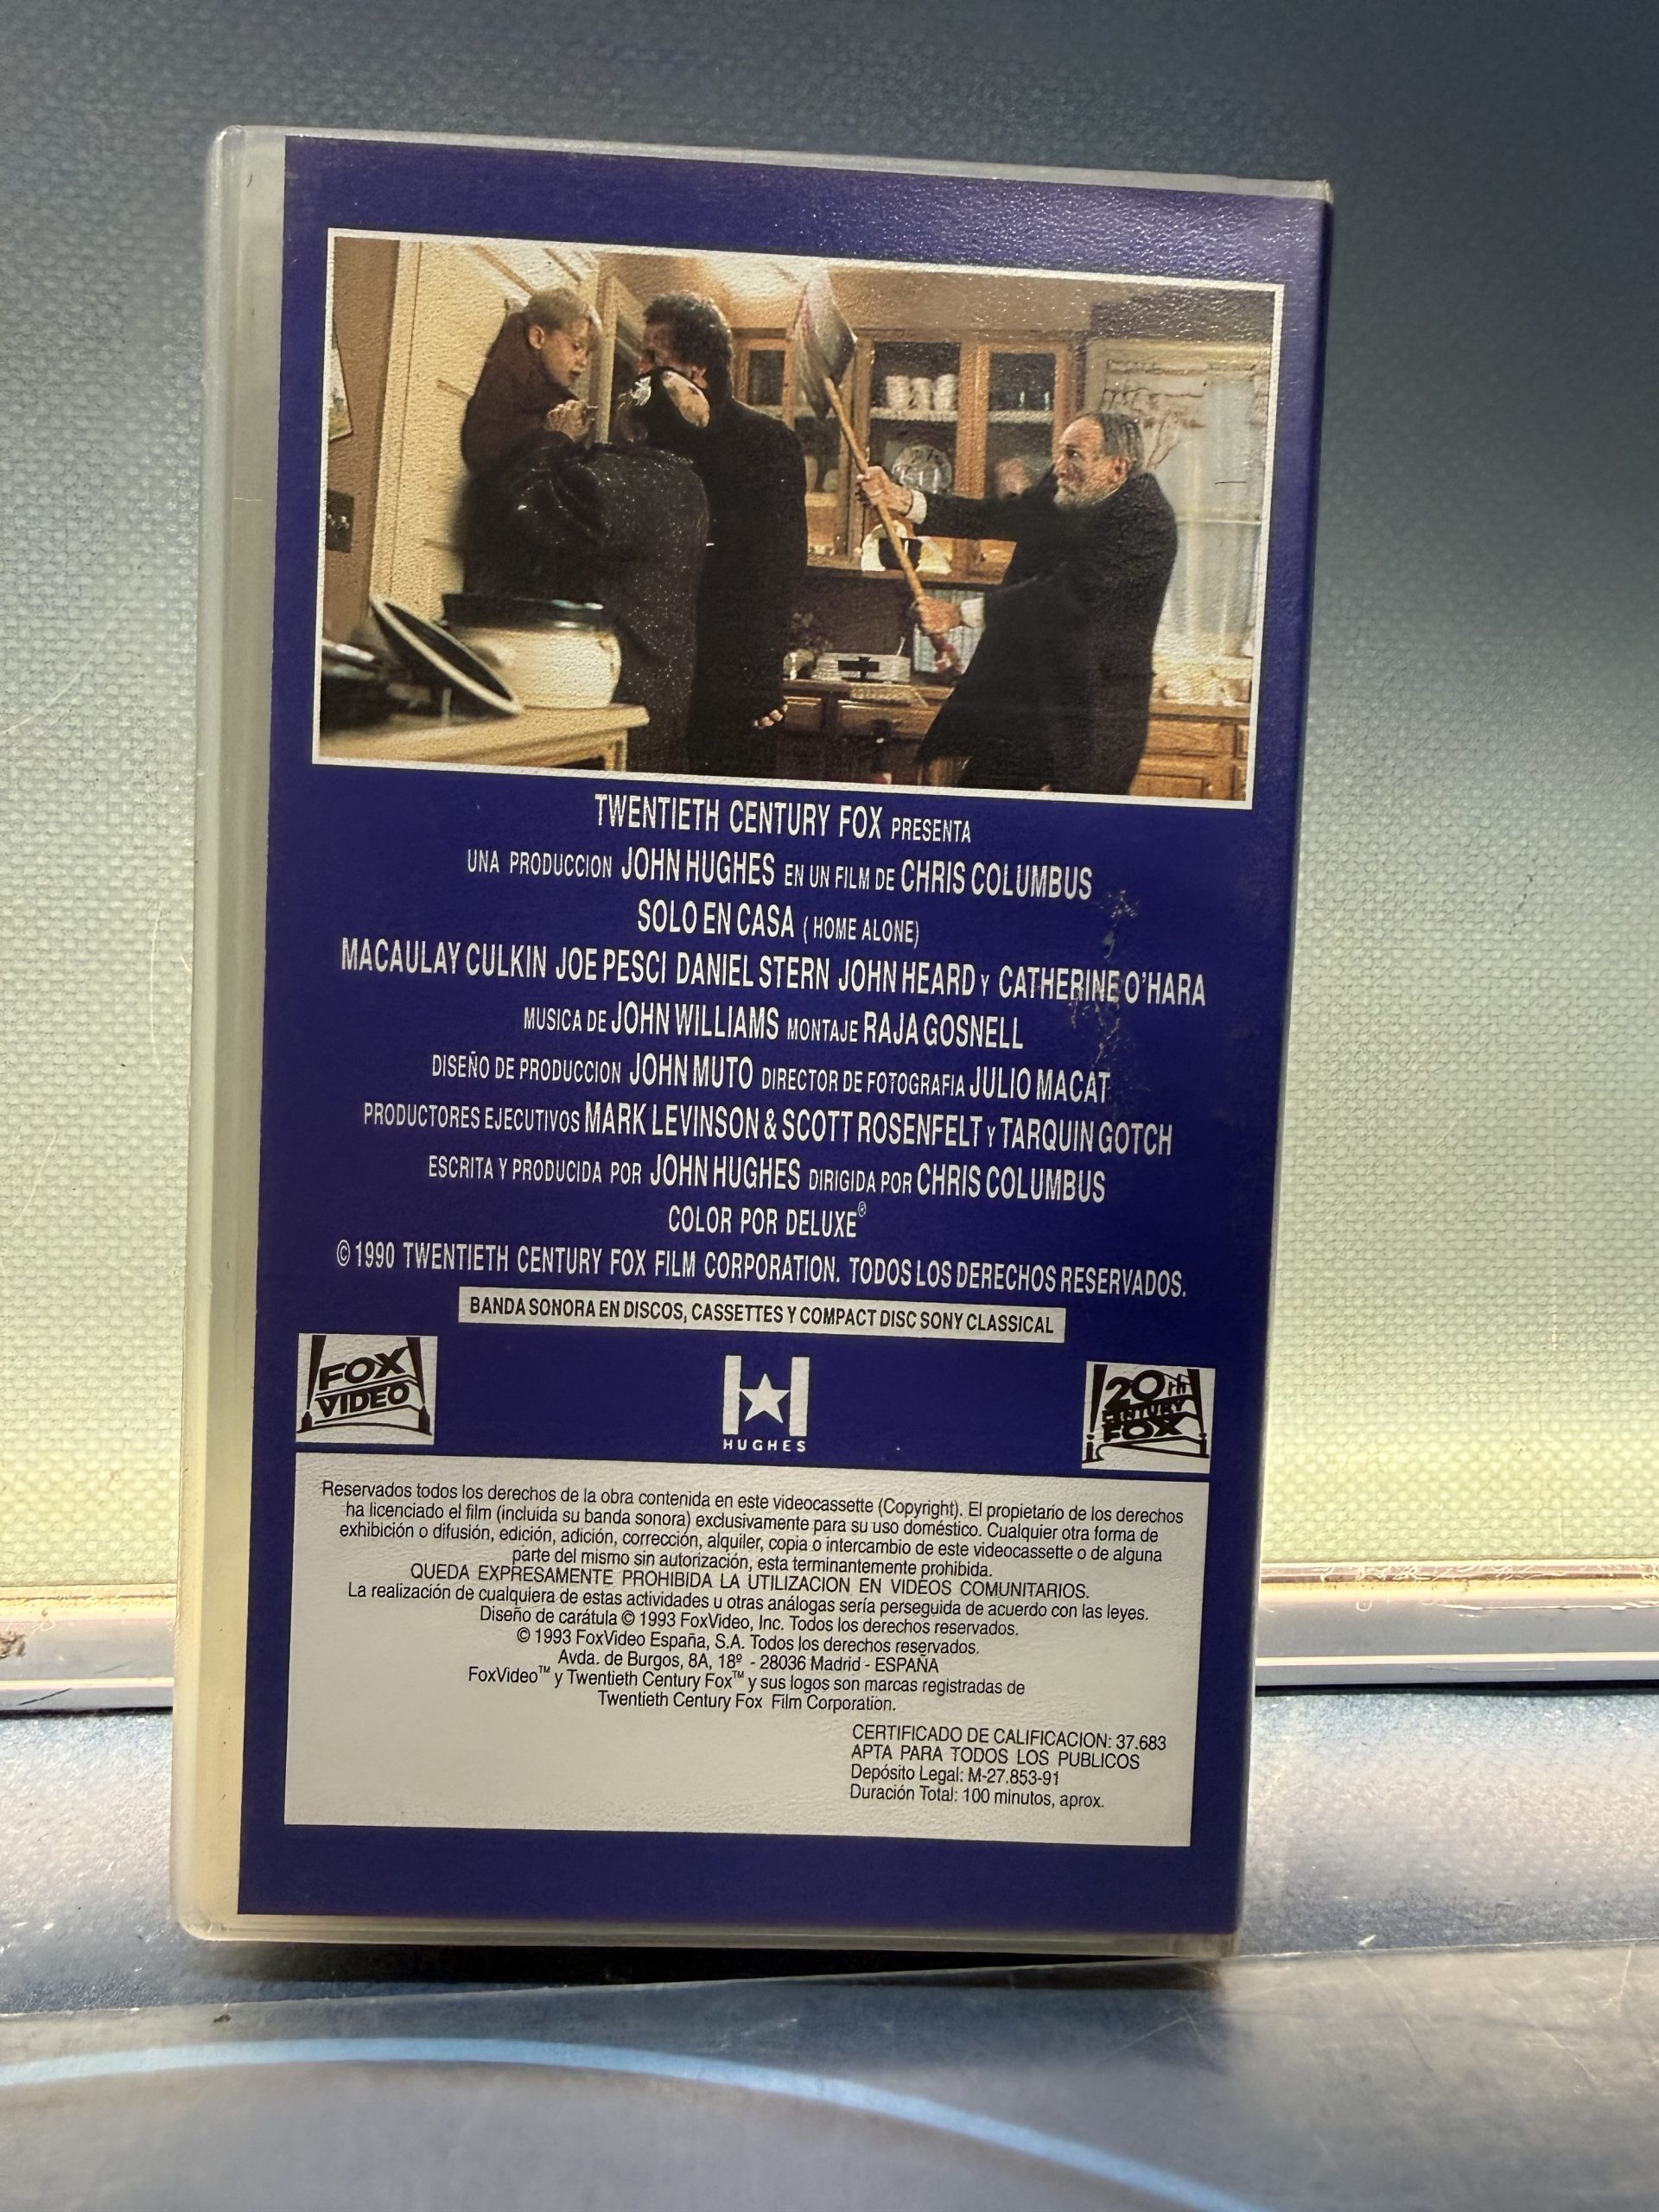 TWENTIETH CENTURY FOX PRESENTA
UNA PRODUCCION JOHN HUGHES EN UN FILM DE CHRIS COLUMBUS
SOLO EN CASA (HOME ALONE)
MACAULAY CULKIN JOE PESCI DANIEL STERN JOHN HEARD Y CATHERINE O'HARA
MUSICA DE JOHN WILLIAMS MONTAJE RAJA GOSNELL
DISEÑO DE PRODUCCION JOHN MUTO DIRECTOR DE FOTOGRAFIA JULIO MACAT
PRODUCTORES EJECUTIVOS MARK LEVINSON & SCOTT ROSENFELT Y TARQUIN GOTCH
ESCRITA Y PRODUCIDA POR JOHN HUGHES DIRIGIDA POR CHRIS COLUMBUS
COLOR POR DELUXE®
© 1990 TWENTIETH CENTURY FOX FILM CORPORATION. TODOS LOS DERECHOS RESERVADOS.
BANDA SONORA EN DISCOS, CASSETTES Y COMPACT DISC SONY CLASSICAL
FOX
VIDEO
HUGHES
20th
CENTURY
FOX
Reservados todos los derechos de la obra contenida en este videocassette (Copyright). El propietario de los derechos
ha licenciado el film (incluida su banda sonora) exclusivamente para su uso doméstico. Cualquier otra forma de
exhibición o difusión, edición, adición, corrección, alquiler, copia o intercambio de este videocassette o de alguna
parte del mismo sin autorización, esta terminantemente prohibida.
QUEDA EXPRESAMENTE PROHIBIDA LA UTILIZACION EN VIDEOS COMUNITARIOS.
La realización de cualquiera de estas actividades u otras análogas sería perseguida de acuerdo con las leyes.
Diseño de carátula © 1993 FoxVideo, Inc. Todos los derechos reservados.
© 1993 FoxVideo España, S.A. Todos los derechos reservados.
Avda. de Burgos, 8A, 18º - 28036 Madrid - ESPAÑA
FoxVideo™ y Twentieth Century Fox™ y sus logos son marcas registradas de
Twentieth Century Fox Film Corporation.
CERTIFICADO DE CALIFICACION: 37.683
APTA PARA TODOS LOS PUBLICOS
Depósito Legal: M-27.853-91
Duración Total: 100 minutos, aprox.